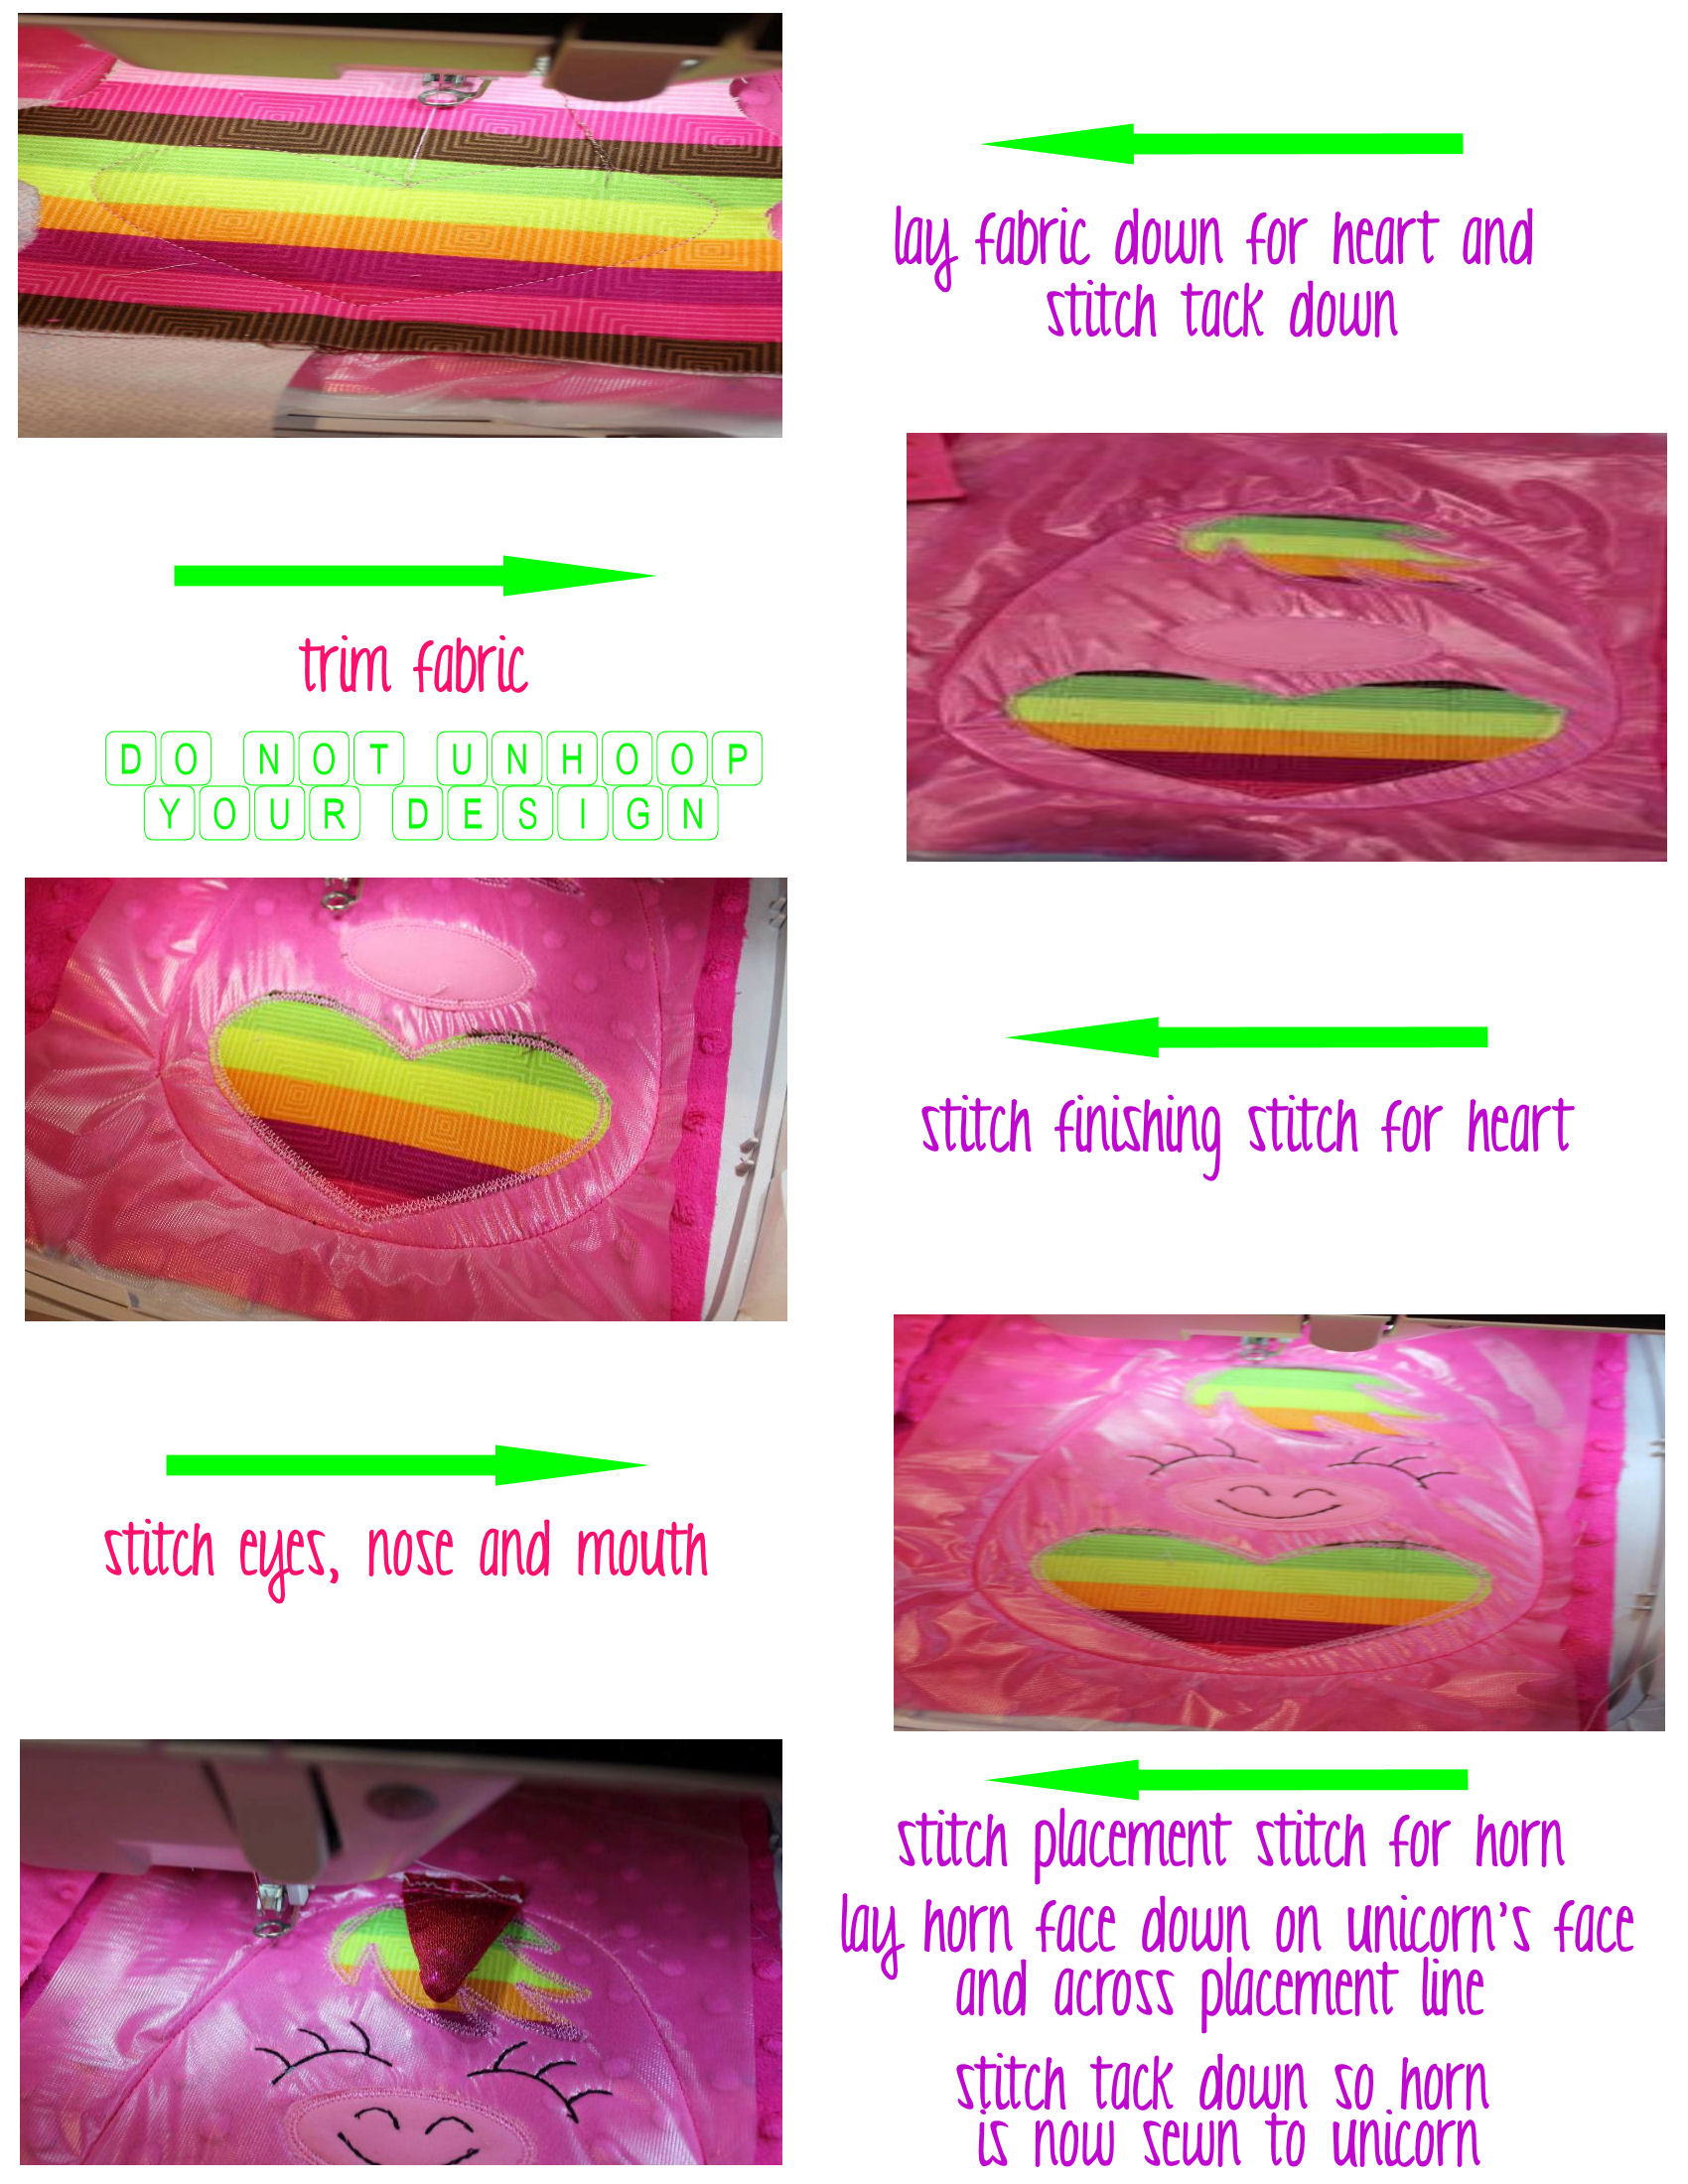 lay fabric down for heart and
stitch tack down
trim fabric
DO NOT UNHOOP
YOUR DESIGN
stitch finishing stitch for heart
stitch eyes, nose and mouth
stitch placement stitch for horn
lay horn face down on unicorn's face
and across placement line
stitch tack down so horn
is now sewn to unicorn